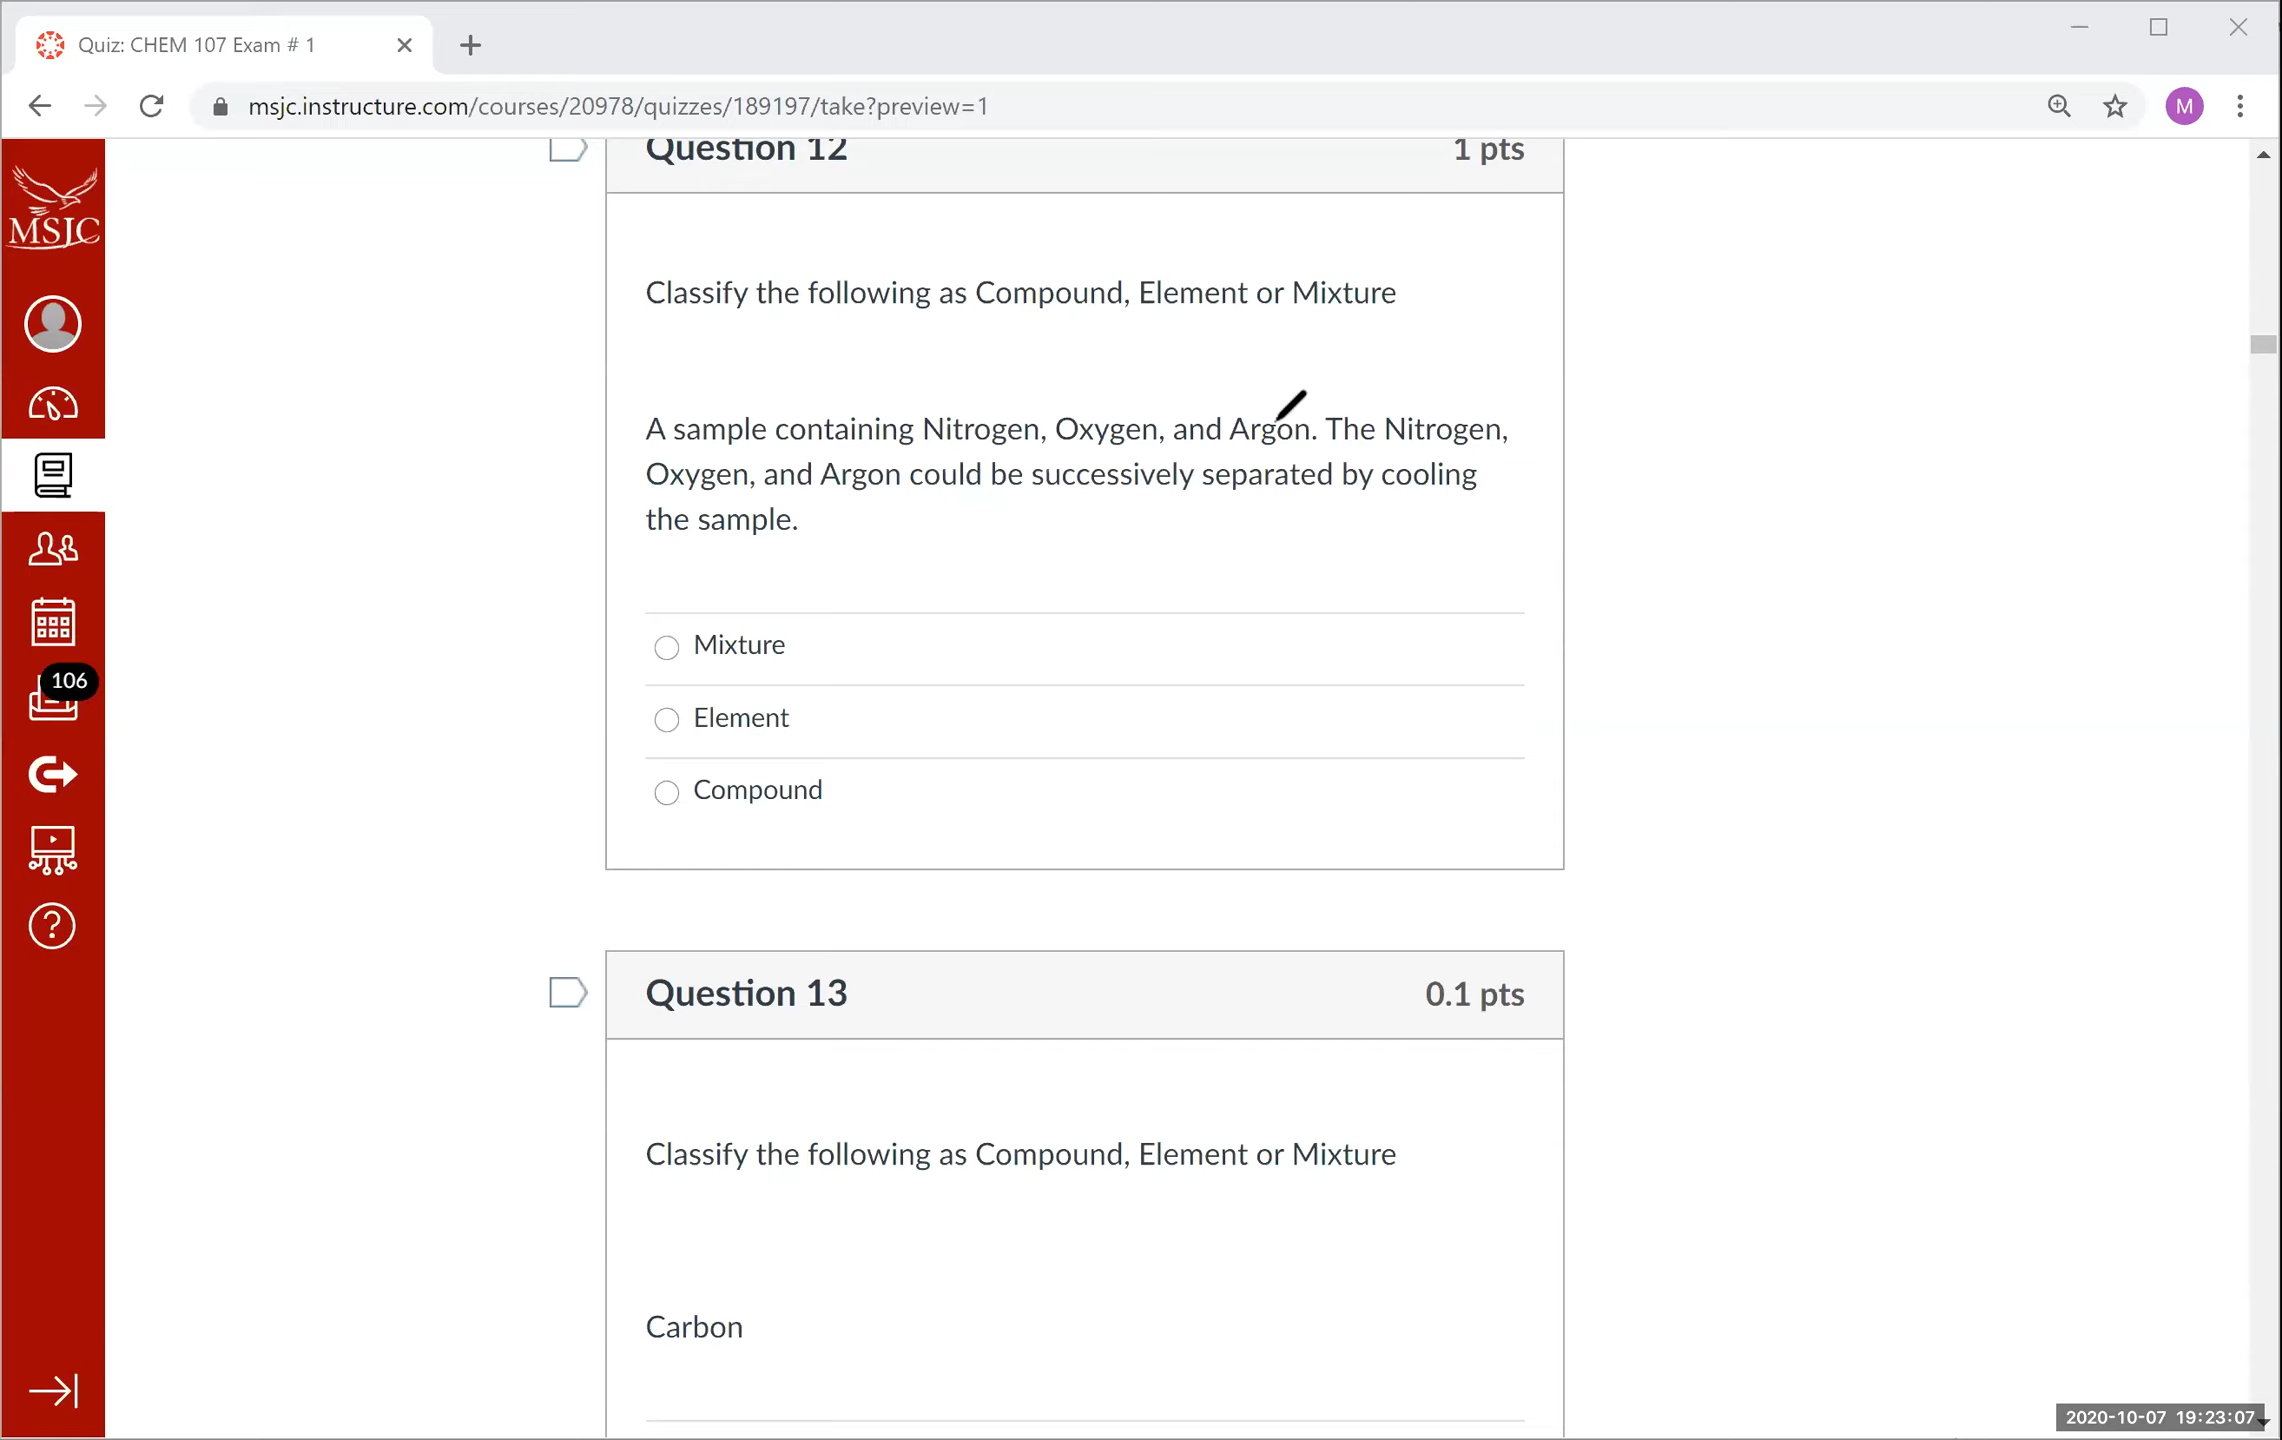 Quiz: CHEM 107 Exam # 1
msjc.instructure.com/courses/20978/quizzes/189197/take?preview=1
M
MSJC
106
Question 12
1 pts
Classify the following as Compound, Element or Mixture
A sample containing Nitrogen, Oxygen, and Argon. The Nitrogen,
Oxygen, and Argon could be successively separated by cooling
the sample.
Mixture
Element
Compound
Question 13
0.1 pts
Classify the following as Compound, Element or Mixture
Carbon
2020-10-07 19:23:07